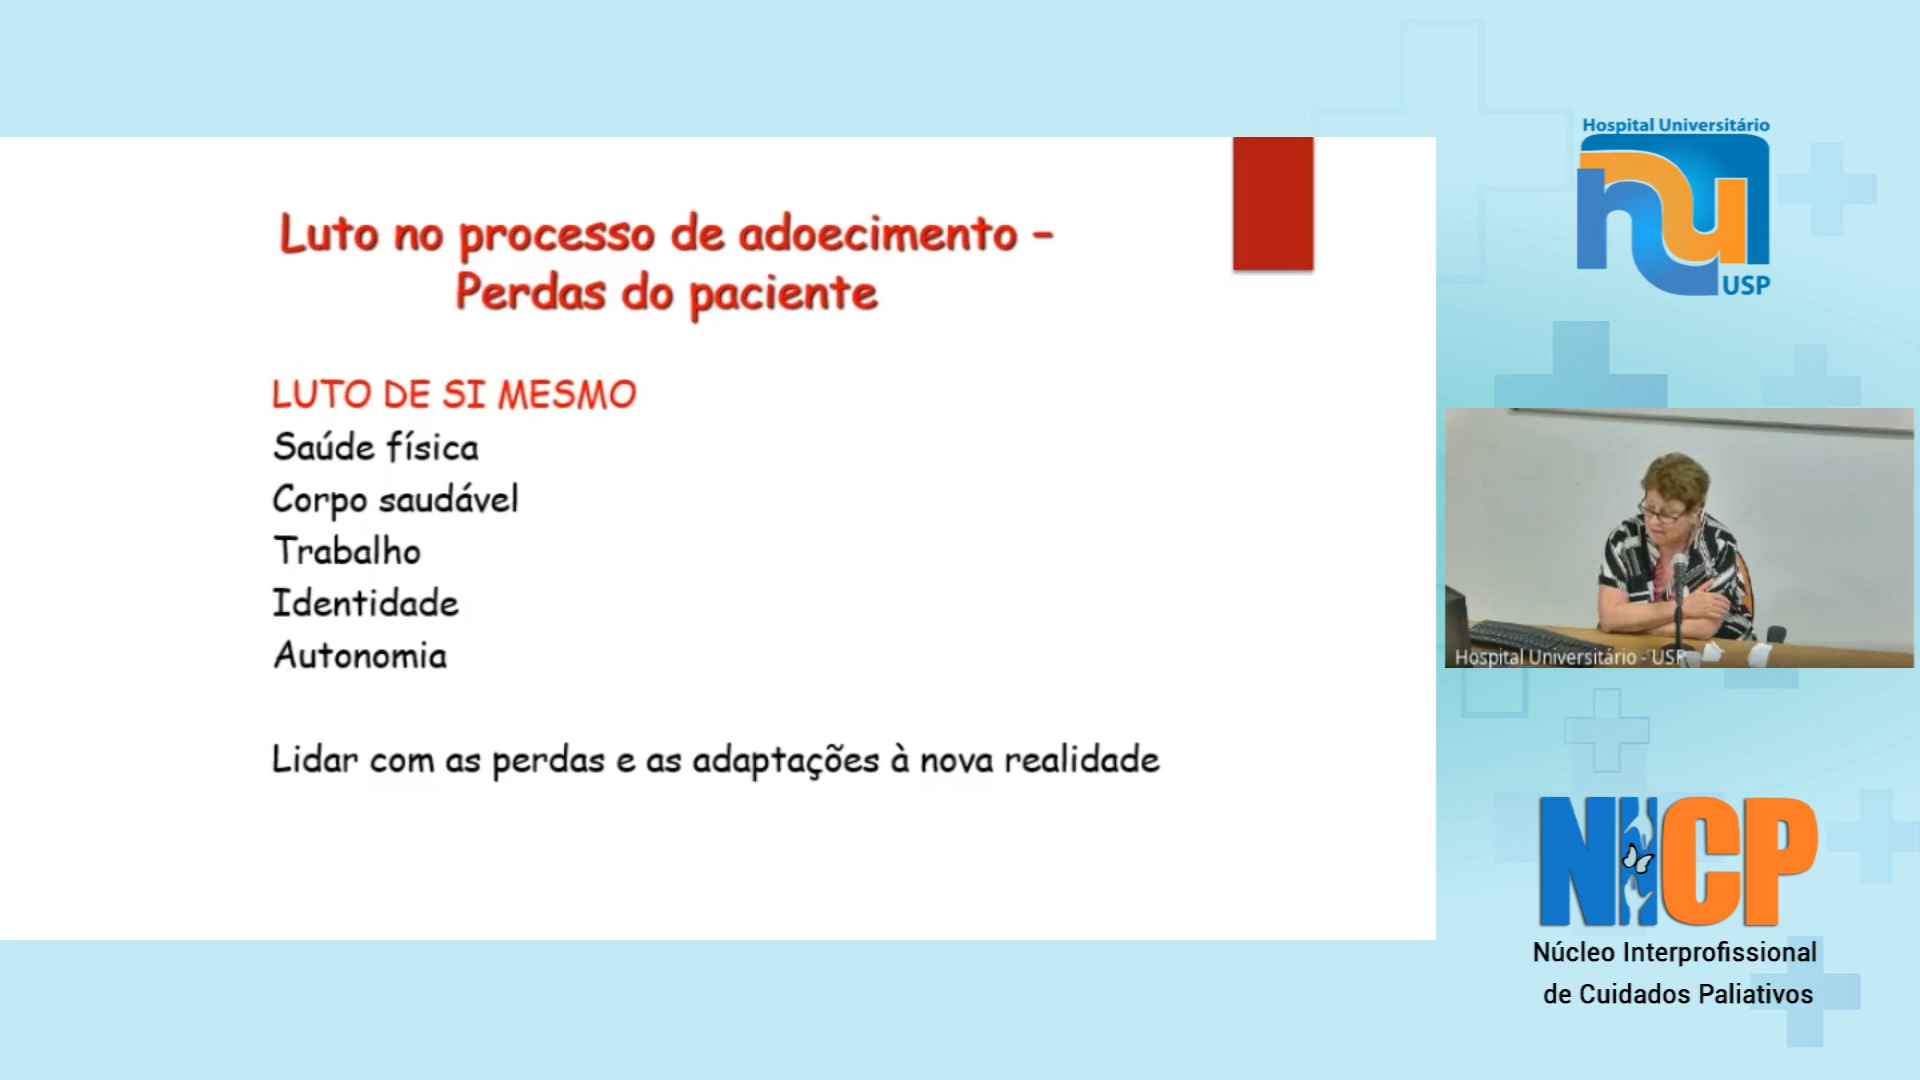 Luto no processo de adoecimento –
Perdas do paciente
LUTO DE SI MESMO
Saúde física
Corpo saudável
Trabalho
Identidade
Autonomia
Lidar com as perdas e as adaptações à nova realidade
Hospital Universitário
USP
Hospital Universitário - USP
NICP
Núcleo Interprofissional
de Cuidados Paliativos